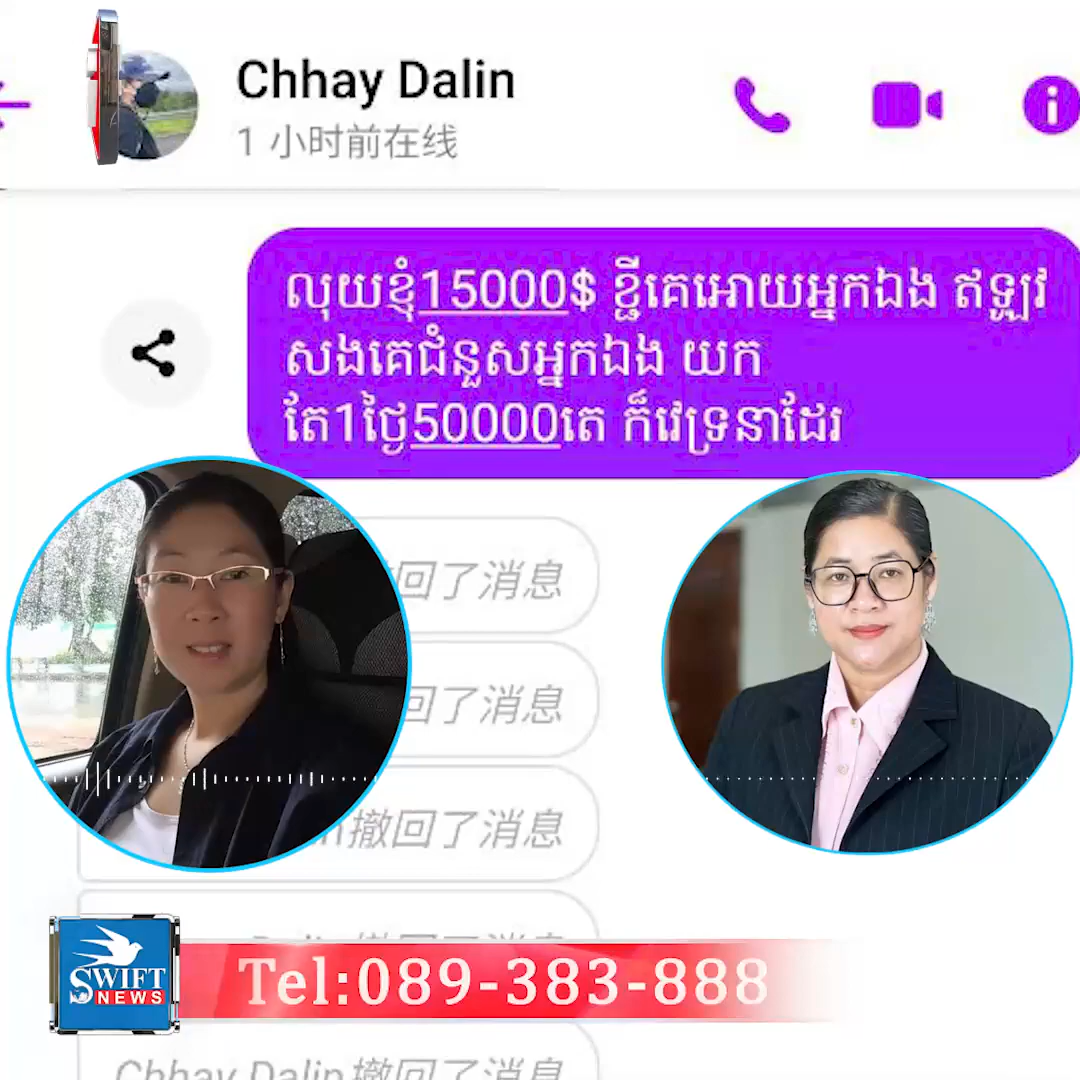 Chhay Dalin
1 小时前在线
លុយខ្ញុំ15000$ ខ្ជីគេអោយអ្នកឯង ឥឡូវ
សងគេជំនួសអ្នកឯង យក
តែ1ថ្ងៃ50000តេ ក៏វេទ្រនាដែរ
回了消息
回了消息
撤回了消息
SWIFT
NEWS
Tel:089-383-888
Chhay Dalin撤回了消息